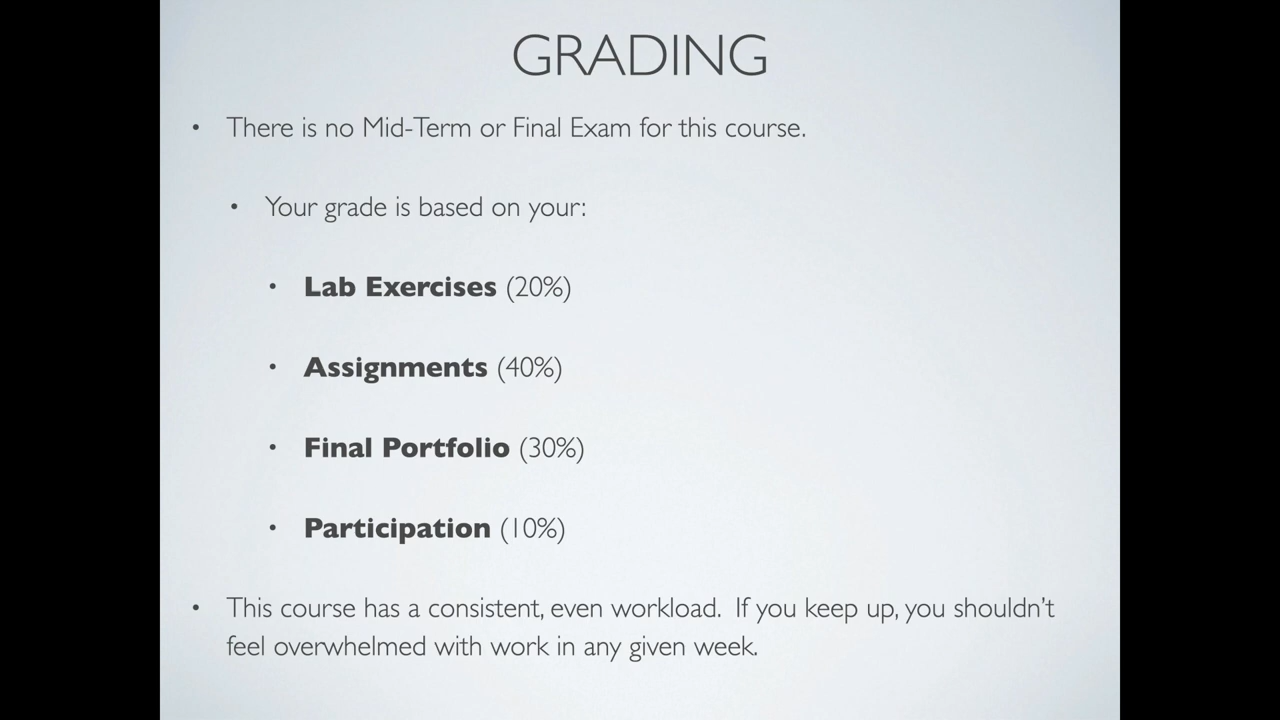 GRADING
• There is no Mid-Term or Final Exam for this course.
• Your grade is based on your:
• Lab Exercises (20%)
• Assignments (40%)
• Final Portfolio (30%)
• Participation (10%)
• This course has a consistent, even workload.  If you keep up, you shouldn’t
feel overwhelmed with work in any given week.